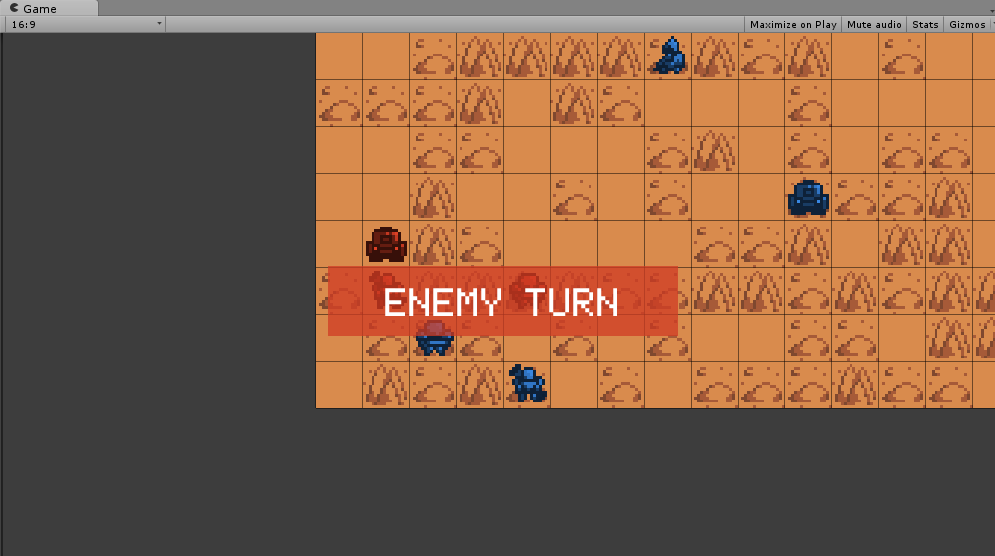 Game
16:9
Maximize on Play
Mute audio
Stats
Gizmos
ENEMY TURN